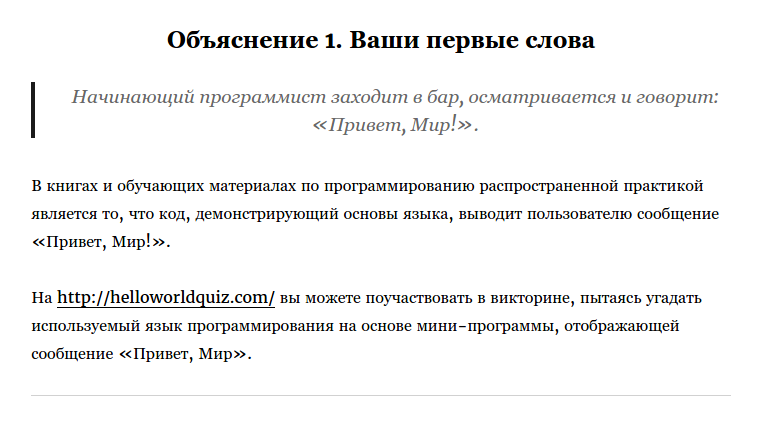 Объяснение 1. Ваши первые слова
Начинающий программист заходит в бар, осматривается и говорит:
«Привет, Мир!».
В книгах и обучающих материалах по программированию распространенной практикой
является то, что код, демонстрирующий основы языка, выводит пользователю сообщение
«Привет, Мир!».
На http://helloworldquiz.com/ вы можете поучаствовать в викторине, пытаясь угадать
используемый язык программирования на основе мини-программы, отображающей
сообщение «Привет, Мир».